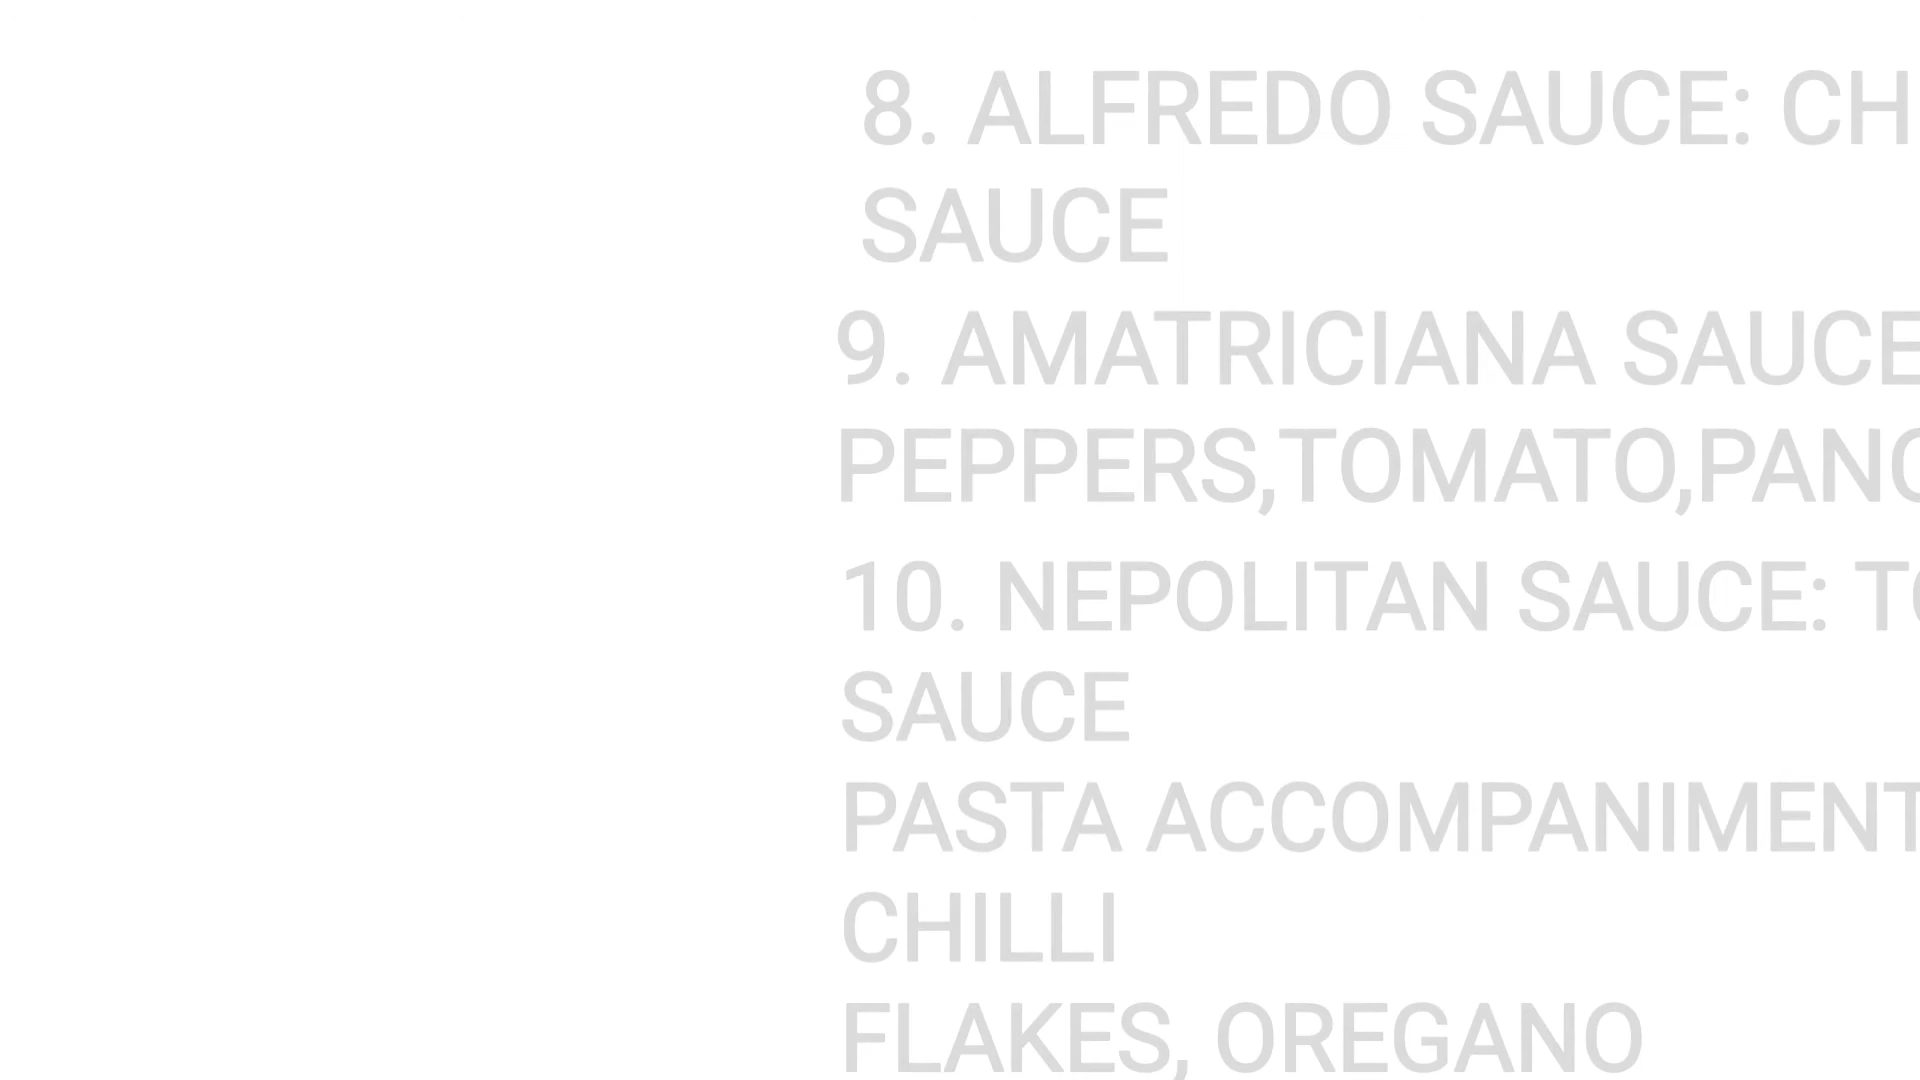 8. ALFREDO SAUCE: CH
SAUCE
9. AMATRICIANA SAUCE
PEPPERS,TOMATO,PANC
10. NEPOLITAN SAUCE: TO
SAUCE
PASTA ACCOMPANIMENT
CHILLI
FLAKES, OREGANO